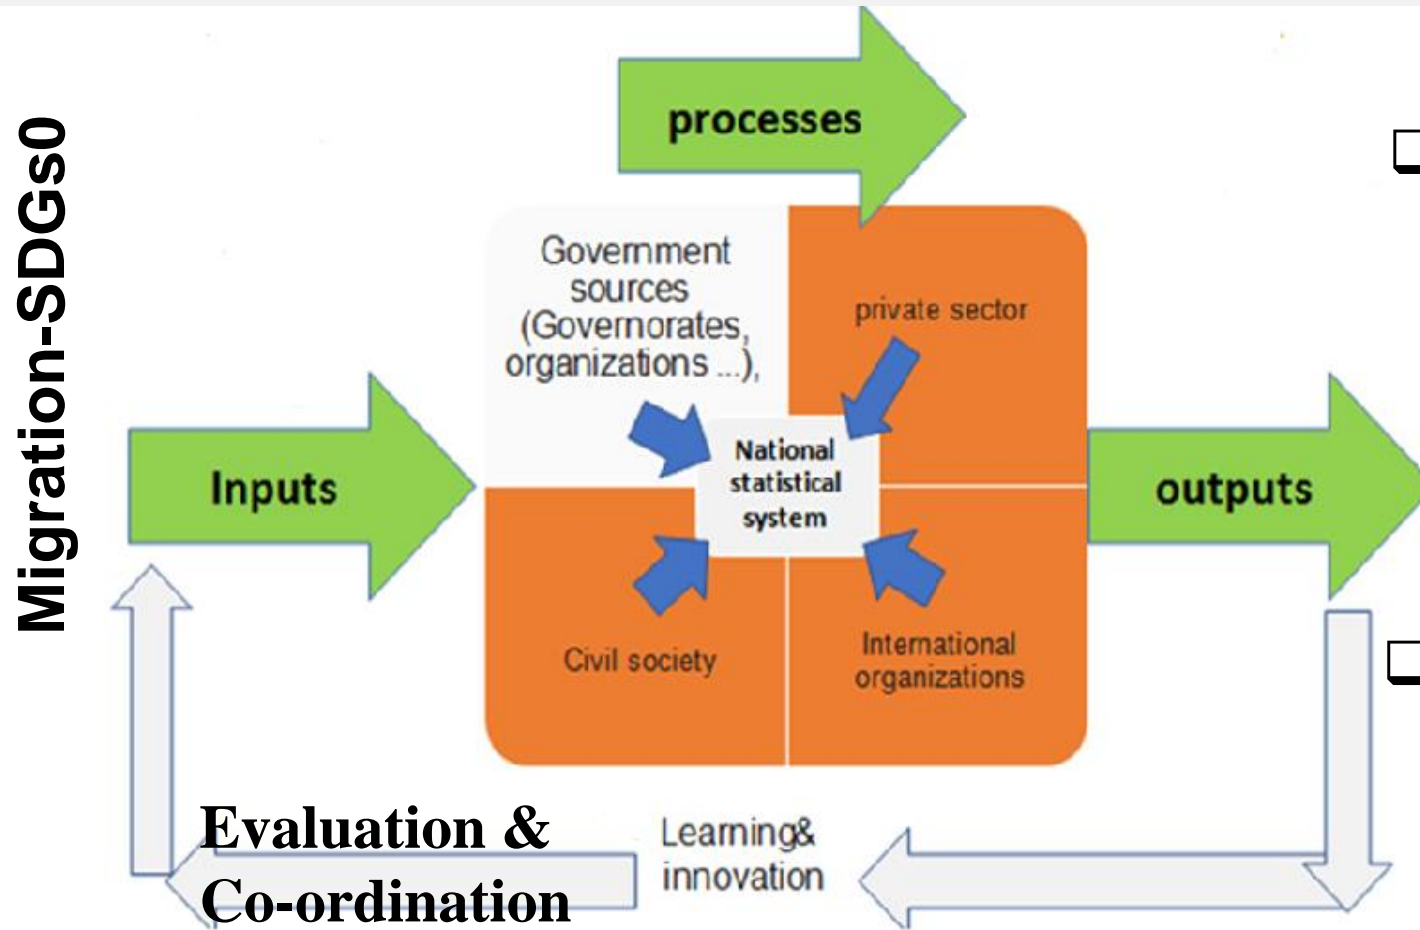 Migration-SDGs0
processes
Government
sources
(Governorates,
organizations ...),
private sector
Inputs
National
statistical
system
outputs
Civil society
International
organizations
Evaluation &
Co-ordination
Learning&
innovation